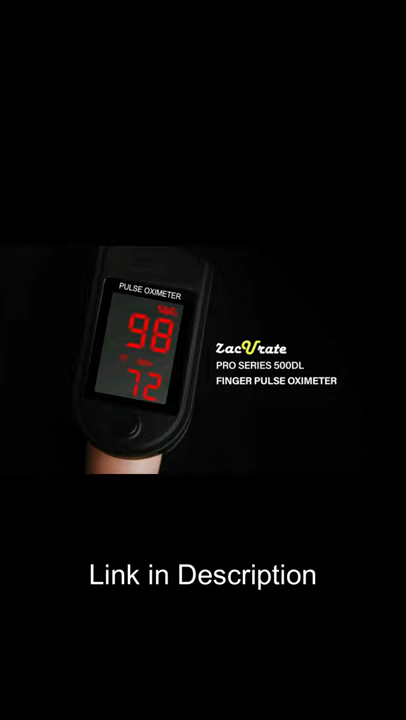 PULSE OXIMETER
98
72
Zacurate
PRO SERIES 500DL
FINGER PULSE OXIMETER
Link in Description